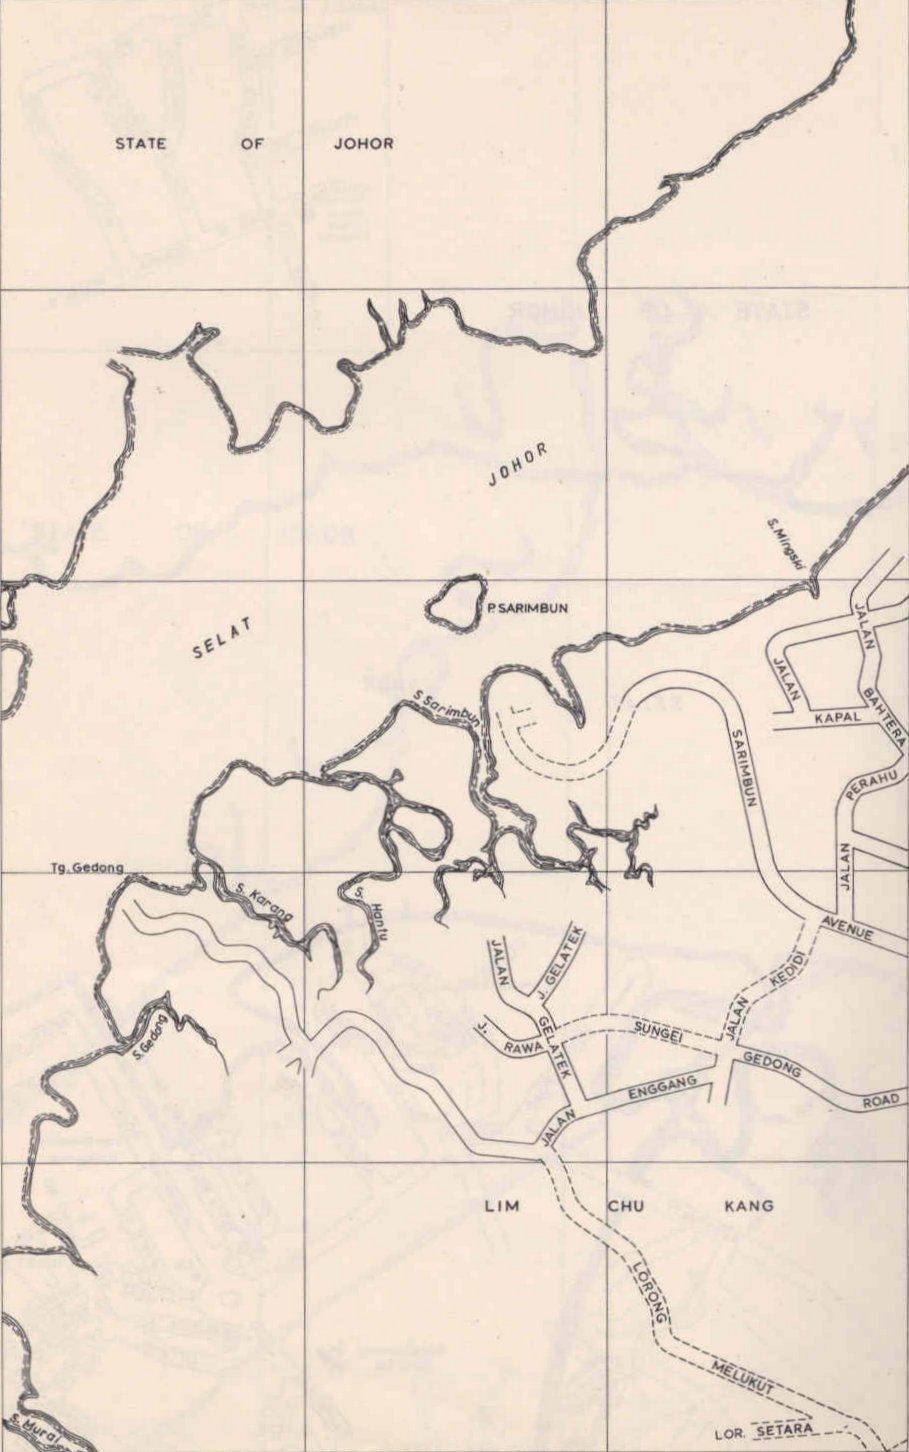 STATE OF JOHOR
JOHOR
S. Mingski
P. SARIMBUN
SELAT
JALAN
JALAN
KAPAL
BAHTERA
S Sarimbun
SARIMBUN
PERAHU
JALAN
Tg. Gedong
S. Karang
S. Hantu
AVENUE
JALAN
J. GELATEK
JALAN KEDIDI
S. Gedong
J. RAWA
GELATEK
SUNGEI
GEDONG
ROAD
ENGGANG
JALAN
LIM CHU KANG
LORONG
MELUKUT
S. Murai
LOR. SETARA